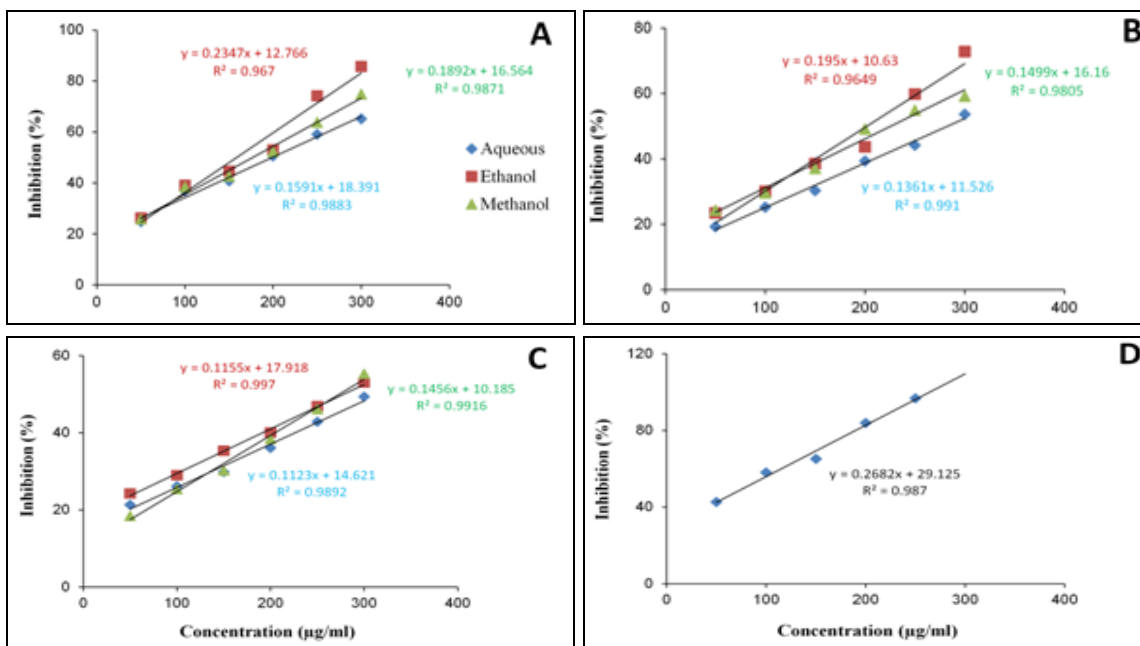 A
100
80
60
40
20
0
Inhibition (%)
y = 0.2347x + 12.766
R² = 0.967
y = 0.1892x + 16.564
R² = 0.9871
Aqueous
Ethanol
Methanol
y = 0.1591x + 18.391
R² = 0.9883
0 100 200 300 400
B
80
60
40
20
0
Inhibition (%)
y = 0.195x + 10.63
R² = 0.9649
y = 0.1499x + 16.16
R² = 0.9805
y = 0.1361x + 11.526
R² = 0.991
0 100 200 300 400
C
60
40
20
0
Inhibition (%)
y = 0.1155x + 17.918
R² = 0.997
y = 0.1456x + 10.185
R² = 0.9916
y = 0.1123x + 14.621
R² = 0.9892
0 100 200 300 400
Concentration (µg/ml)
D
120
80
40
0
Inhibition (%)
y = 0.2682x + 29.125
R² = 0.987
0 100 200 300 400
Concentration (µg/ml)